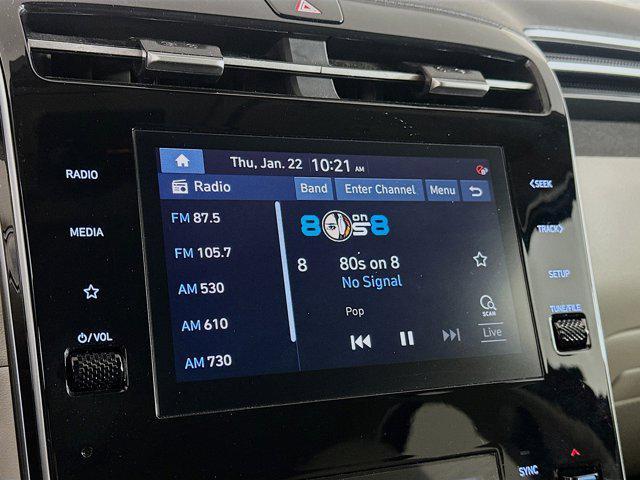 Thu, Jan. 22 10:21 AM
Radio Band Enter Channel Menu
RADIO
MEDIA
⏻/VOL
FM 87.5
FM 105.7
AM 530
AM 610
AM 730
8 on 8
8 80s on 8
No Signal
Pop
SCAN
Live
<SEEK
TRACK>
SETUP
TUNE/FILE
SYNC